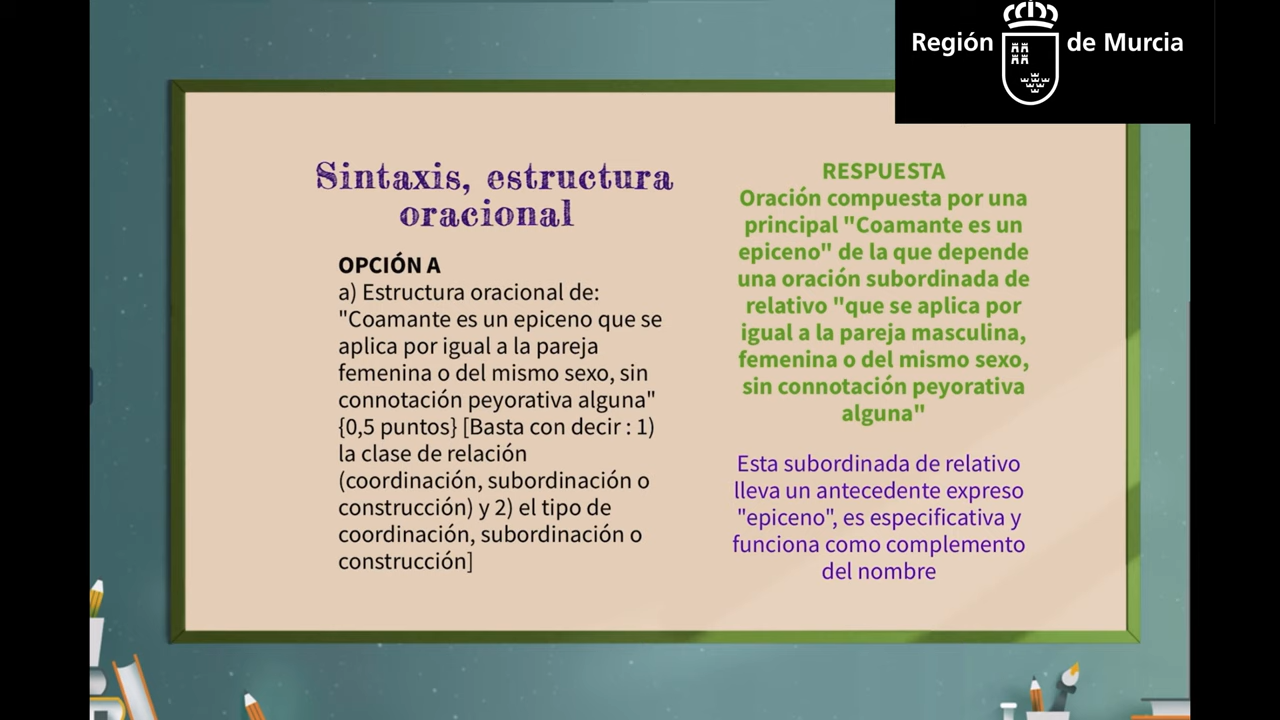 Región de Murcia
Sintaxis, estructura
oracional
OPCIÓN A
a) Estructura oracional de:
"Coamante es un epiceno que se
aplica por igual a la pareja
femenina o del mismo sexo, sin
connotación peyorativa alguna"
{0,5 puntos} [Basta con decir : 1)
la clase de relación
(coordinación, subordinación o
construcción) y 2) el tipo de
coordinación, subordinación o
construcción]
RESPUESTA
Oración compuesta por una
principal "Coamante es un
epiceno" de la que depende
una oración subordinada de
relativo "que se aplica por
igual a la pareja masculina,
femenina o del mismo sexo,
sin connotación peyorativa
alguna"
Esta subordinada de relativo
lleva un antecedente expreso
"epiceno", es especificativa y
funciona como complemento
del nombre